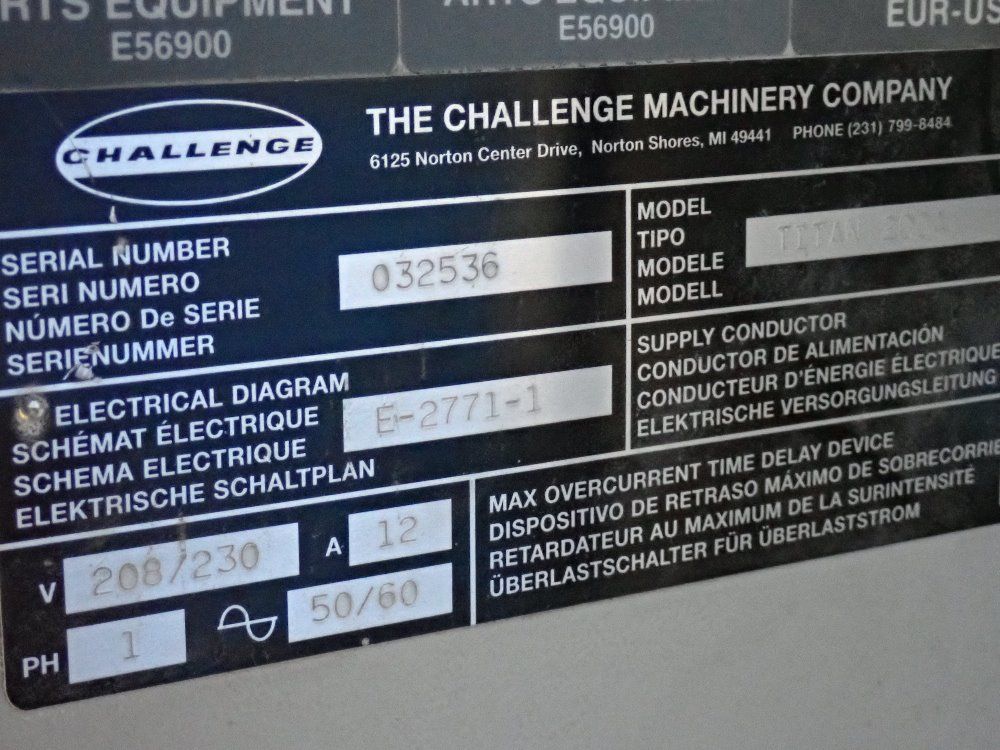 RTS EQUIPMENT
E56900
ARTS EQUIPMENT
E56900
EUR-US
CHALLENGE
THE CHALLENGE MACHINERY COMPANY
6125 Norton Center Drive, Norton Shores, MI 49441 PHONE (231) 799-8484
SERIAL NUMBER
SERI NUMERO
NÚMERO De SERIE
SERIENUMMER
032536
MODEL
TIPO
MODELE
MODELL
TITAN
ELECTRICAL DIAGRAM
SCHÉMAT ÉLECTRIQUE
SCHEMA ELECTRIQUE
ELEKTRISCHE SCHALTPLAN
E-2771-1
SUPPLY CONDUCTOR
CONDUCTOR DE ALIMENTACIÓN
CONDUCTEUR D'ÉNERGIE ÉLECTRIQUE
ELEKTRISCHE VERSORGUNGSLEITUNG
V 208/230 A 12
PH 1 50/60
MAX OVERCURRENT TIME DELAY DEVICE
DISPOSITIVO DE RETRASO MÁXIMO DE SOBRECORRIE
RETARDATEUR AU MAXIMUM DE LA SURINTENSITÉ
ÜBERLASTSCHALTER FÜR ÜBERLASTSTROM